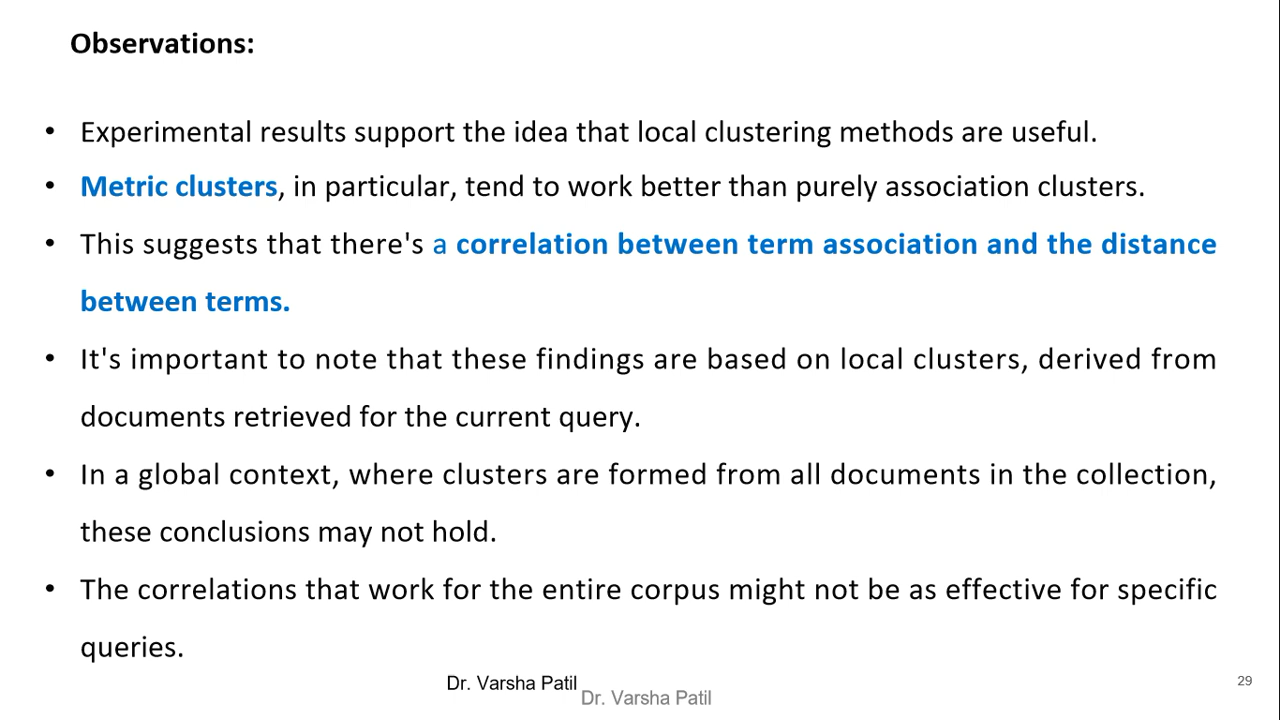 Observations:
• Experimental results support the idea that local clustering methods are useful.
• Metric clusters, in particular, tend to work better than purely association clusters.
• This suggests that there's a correlation between term association and the distance
between terms.
• It's important to note that these findings are based on local clusters, derived from
documents retrieved for the current query.
• In a global context, where clusters are formed from all documents in the collection,
these conclusions may not hold.
• The correlations that work for the entire corpus might not be as effective for specific
queries.
Dr. Varsha Patil
Dr. Varsha Patil
29